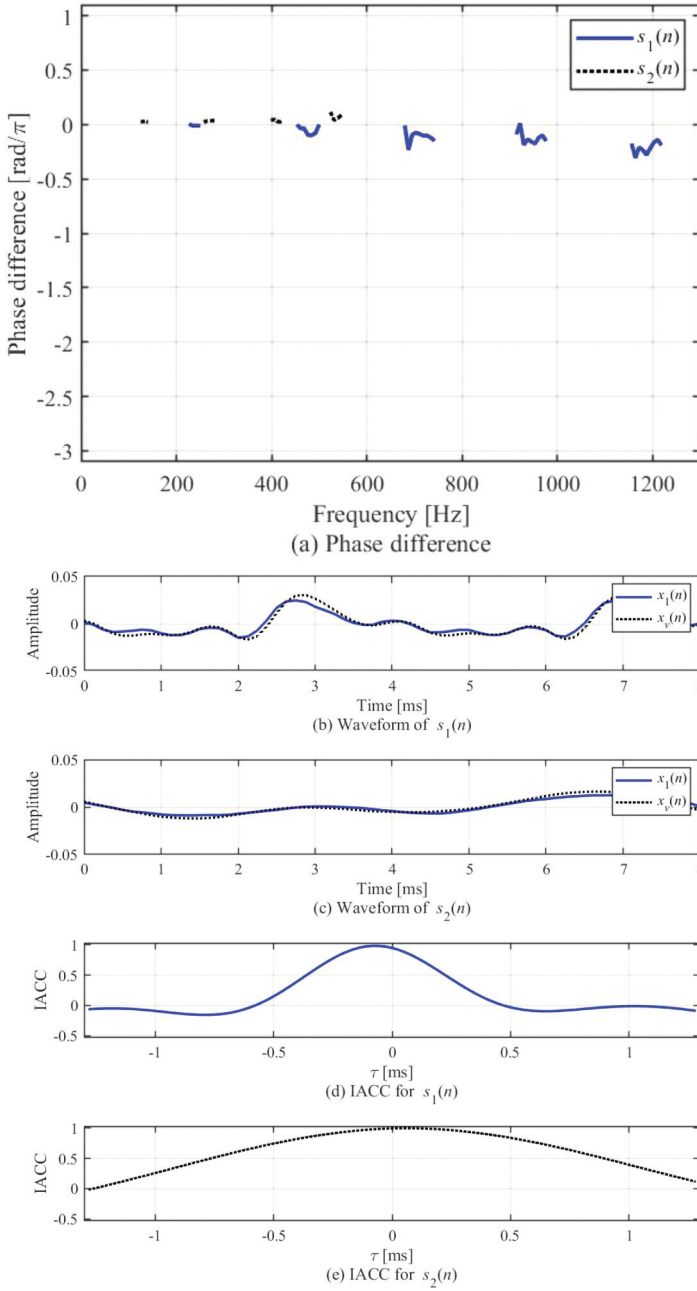 1
0.5
0
-0.5
-1
-1.5
-2
-2.5
-3
Phase difference [rad/π]
s1(n)
s2(n)
0 200 400 600 800 1000 1200
Frequency [Hz]
(a) Phase difference
0.05
0
-0.05
Amplitude
x1(n)
xv(n)
0 1 2 3 4 5 6 7
Time [ms]
(b) Waveform of s1(n)
0.05
0
-0.05
Amplitude
x1(n)
xv(n)
0 1 2 3 4 5 6 7
Time [ms]
(c) Waveform of s2(n)
1
0.5
0
-0.5
IACC
-1 -0.5 0 0.5 1
τ [ms]
(d) IACC for s1(n)
1
0.5
0
-0.5
IACC
-1 -0.5 0 0.5 1
τ [ms]
(e) IACC for s2(n)